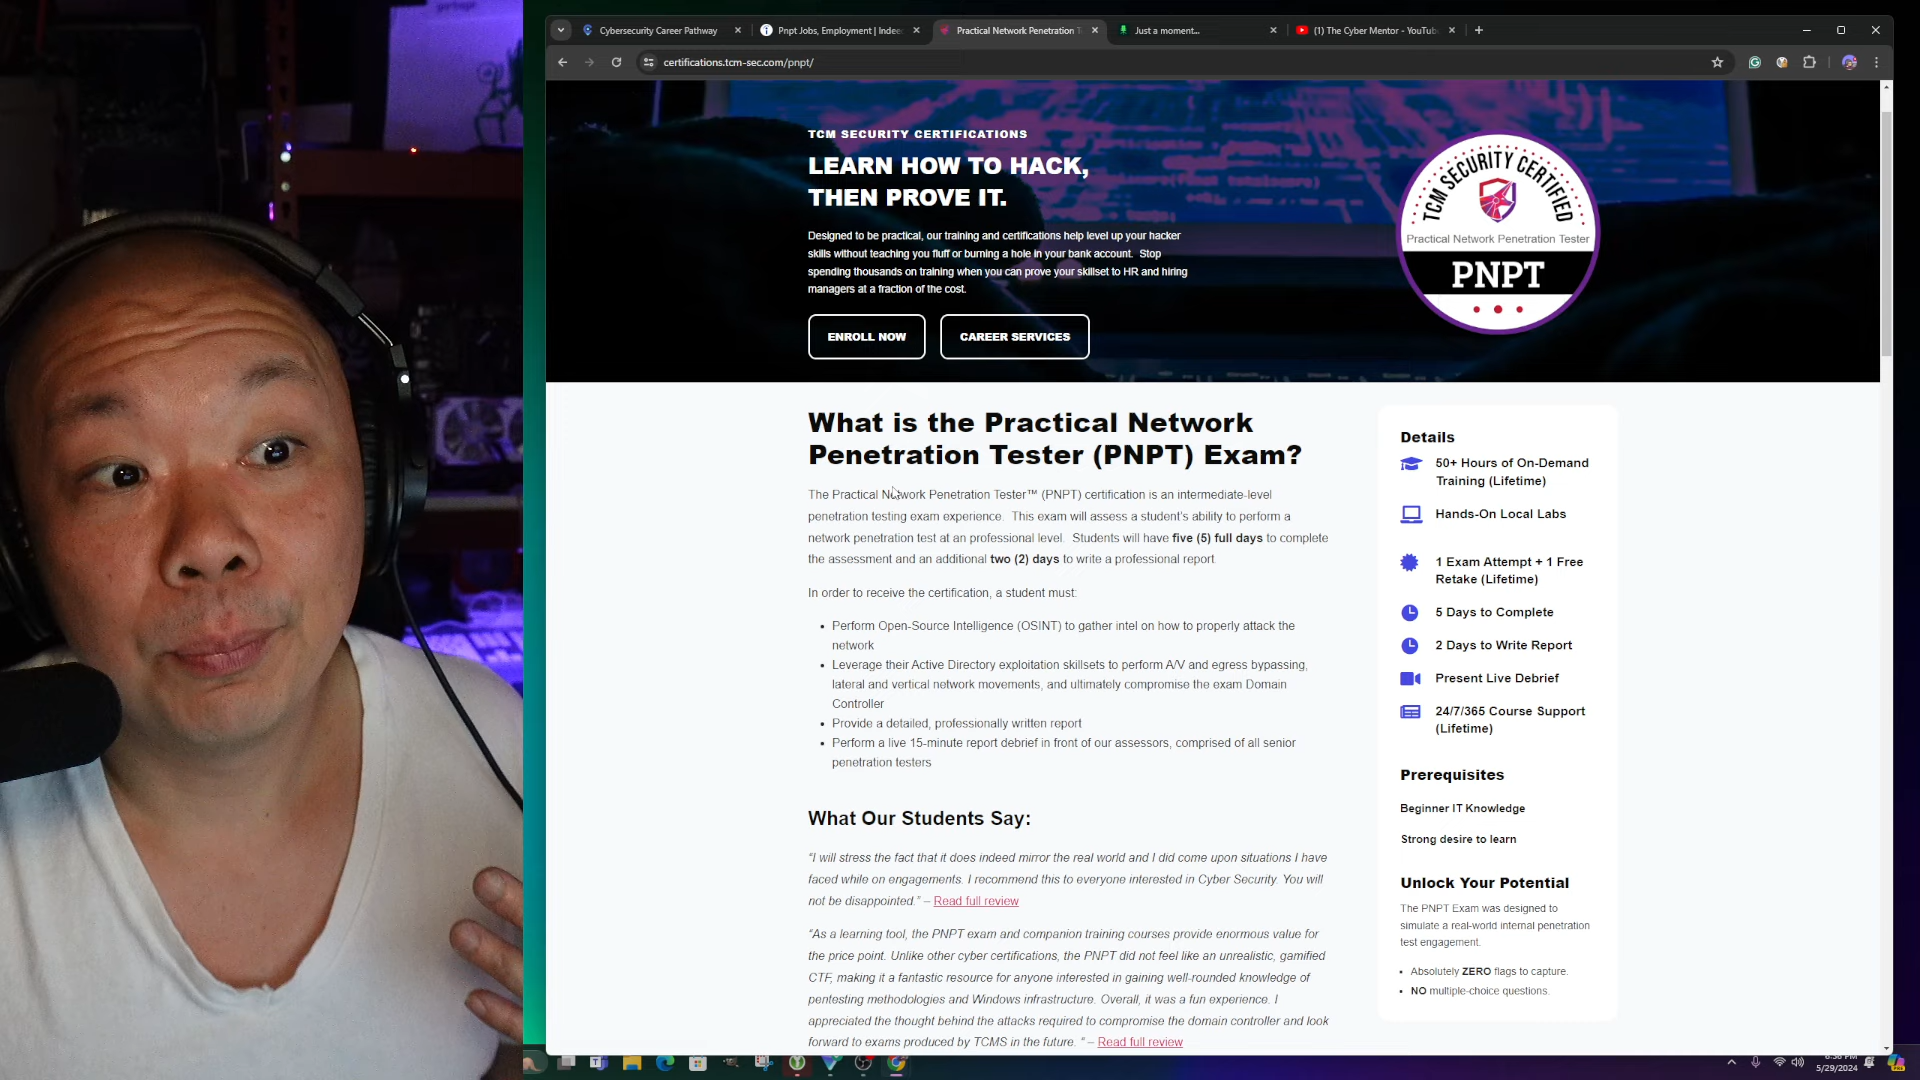 Cybersecurity Career Pathway
Pnpt Jobs, Employment | Indee
Practical Network Penetration T
Just a moment...
(1) The Cyber Mentor - YouTub
certifications.tcm-sec.com/pnpt/
TCM SECURITY CERTIFICATIONS
LEARN HOW TO HACK,
THEN PROVE IT.
Designed to be practical, our training and certifications help level up your hacker
skills without teaching you fluff or burning a hole in your bank account. Stop
spending thousands on training when you can prove your skillset to HR and hiring
managers at a fraction of the cost.
ENROLL NOW
CAREER SERVICES
TCM SECURITY CERTIFIED
Practical Network Penetration Tester
PNPT
What is the Practical Network
Penetration Tester (PNPT) Exam?
The Practical Network Penetration Tester™ (PNPT) certification is an intermediate-level
penetration testing exam experience. This exam will assess a student's ability to perform a
network penetration test at an professional level. Students will have five (5) full days to complete
the assessment and an additional two (2) days to write a professional report.
In order to receive the certification, a student must:
• Perform Open-Source Intelligence (OSINT) to gather intel on how to properly attack the
network
• Leverage their Active Directory exploitation skillsets to perform A/V and egress bypassing,
lateral and vertical network movements, and ultimately compromise the exam Domain
Controller
• Provide a detailed, professionally written report
• Perform a live 15-minute report debrief in front of our assessors, comprised of all senior
penetration testers
What Our Students Say:
"I will stress the fact that it does indeed mirror the real world and I did come upon situations I have
faced while on engagements. I recommend this to everyone interested in Cyber Security. You will
not be disappointed." – Read full review
"As a learning tool, the PNPT exam and companion training courses provide enormous value for
the price point. Unlike other cyber certifications, the PNPT did not feel like an unrealistic, gamified
CTF, making it a fantastic resource for anyone interested in gaining well-rounded knowledge of
pentesting methodologies and Windows infrastructure. Overall, it was a fun experience. I
appreciated the thought behind the attacks required to compromise the domain controller and look
forward to exams produced by TCMS in the future. " – Read full review
Details
50+ Hours of On-Demand
Training (Lifetime)
Hands-On Local Labs
1 Exam Attempt + 1 Free
Retake (Lifetime)
5 Days to Complete
2 Days to Write Report
Present Live Debrief
24/7/365 Course Support
(Lifetime)
Prerequisites
Beginner IT Knowledge
Strong desire to learn
Unlock Your Potential
The PNPT Exam was designed to
simulate a real-world internal penetration
test engagement.
• Absolutely ZERO flags to capture.
• NO multiple-choice questions.
5/29/2024